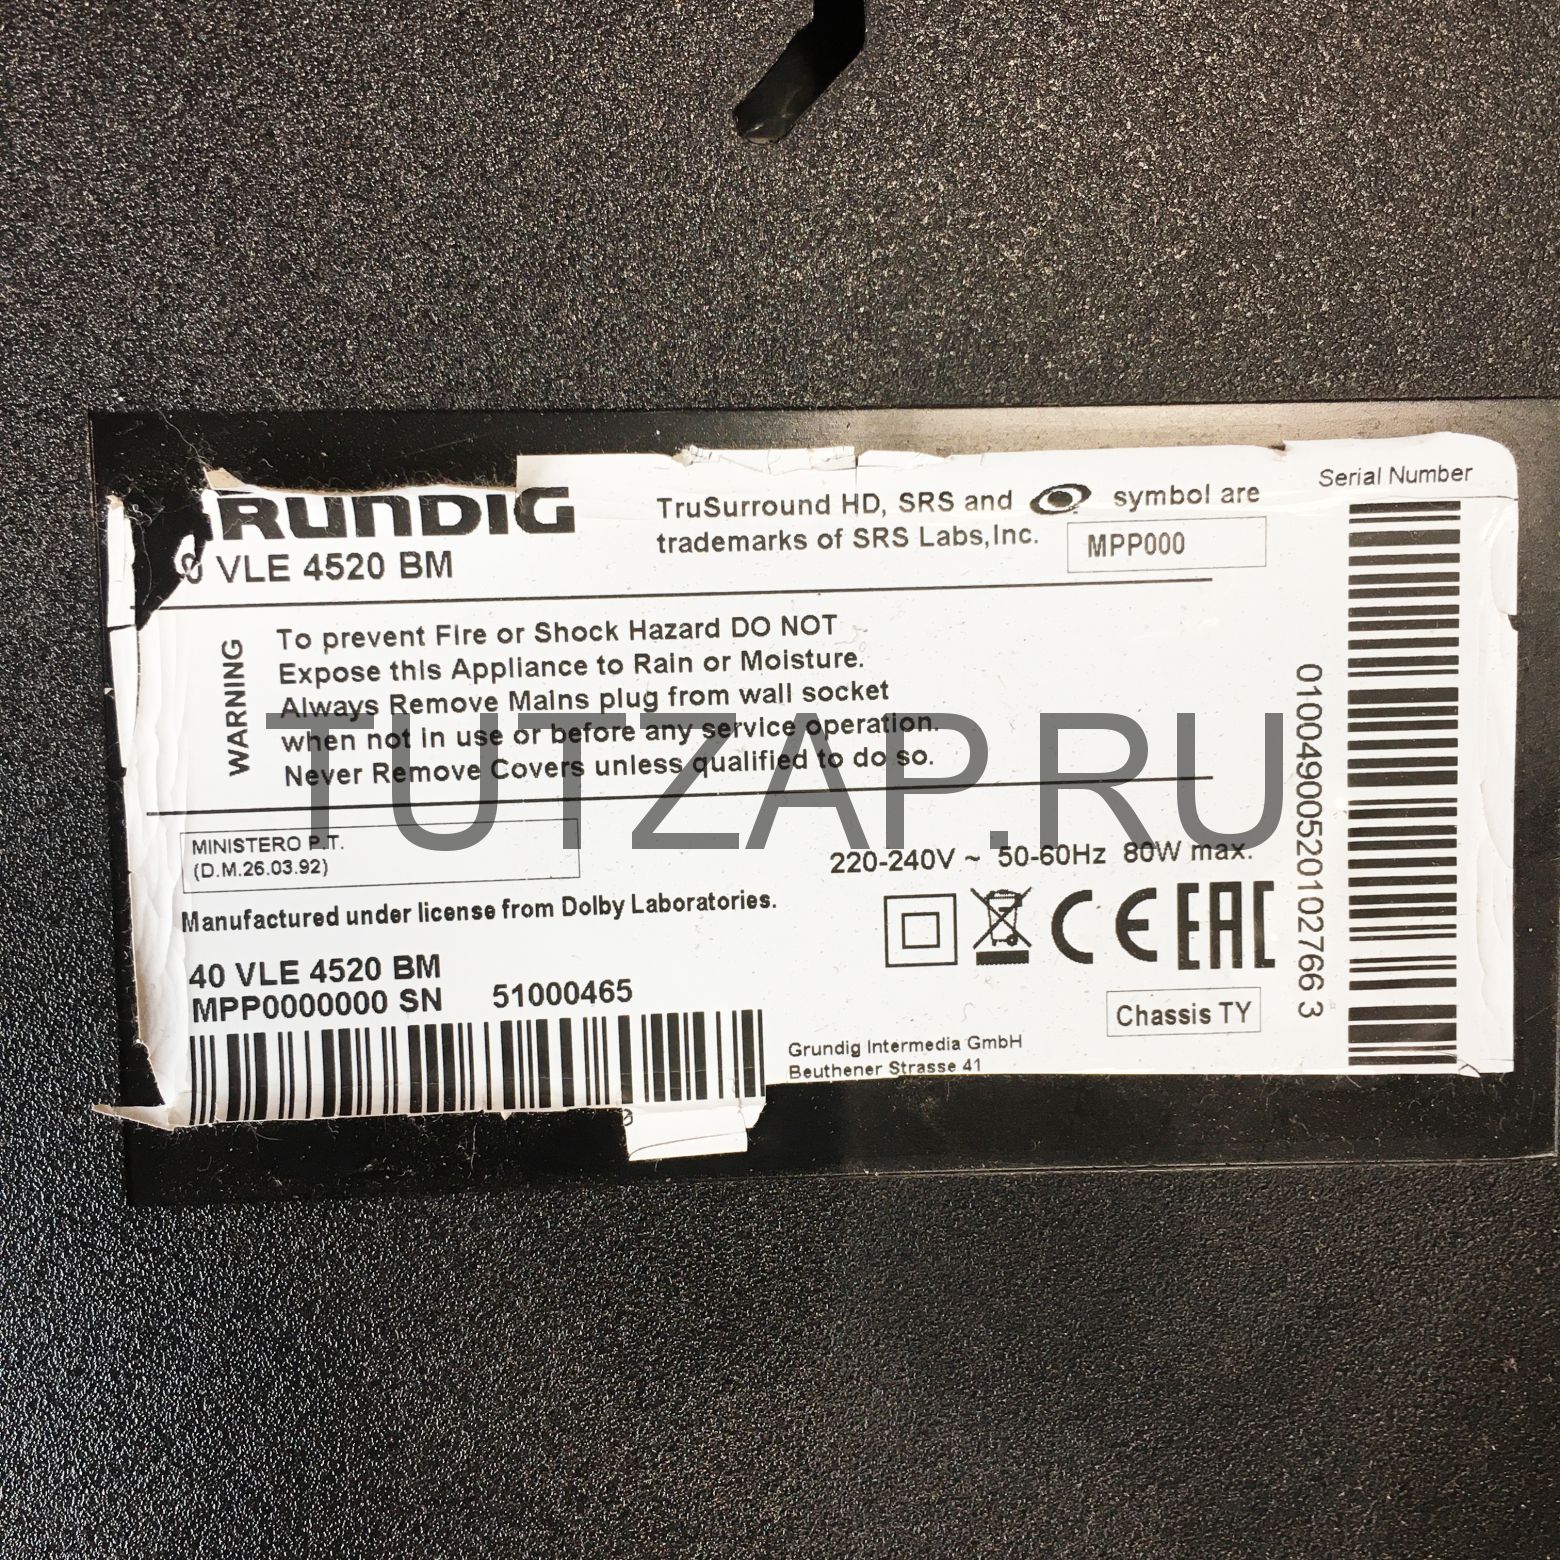 GRUNDIG
0 VLE 4520 BM
TruSurround HD, SRS and symbol are
trademarks of SRS Labs,Inc.
MPP000
Serial Number
WARNING
To prevent Fire or Shock Hazard DO NOT
Expose this Appliance to Rain or Moisture.
Always Remove Mains plug from wall socket
when not in use or before any service operation.
Never Remove Covers unless qualified to do so.
TUTZAP.RU
MINISTERO P.T.
(D.M.26.03.92)
220-240V ~ 50-60Hz 80W max.
Manufactured under license from Dolby Laboratories.
CE EAC
40 VLE 4520 BM
MPP0000000 SN 51000465
Chassis TY
Grundig Intermedia GmbH
Beuthener Strasse 41
01004900520102766 3